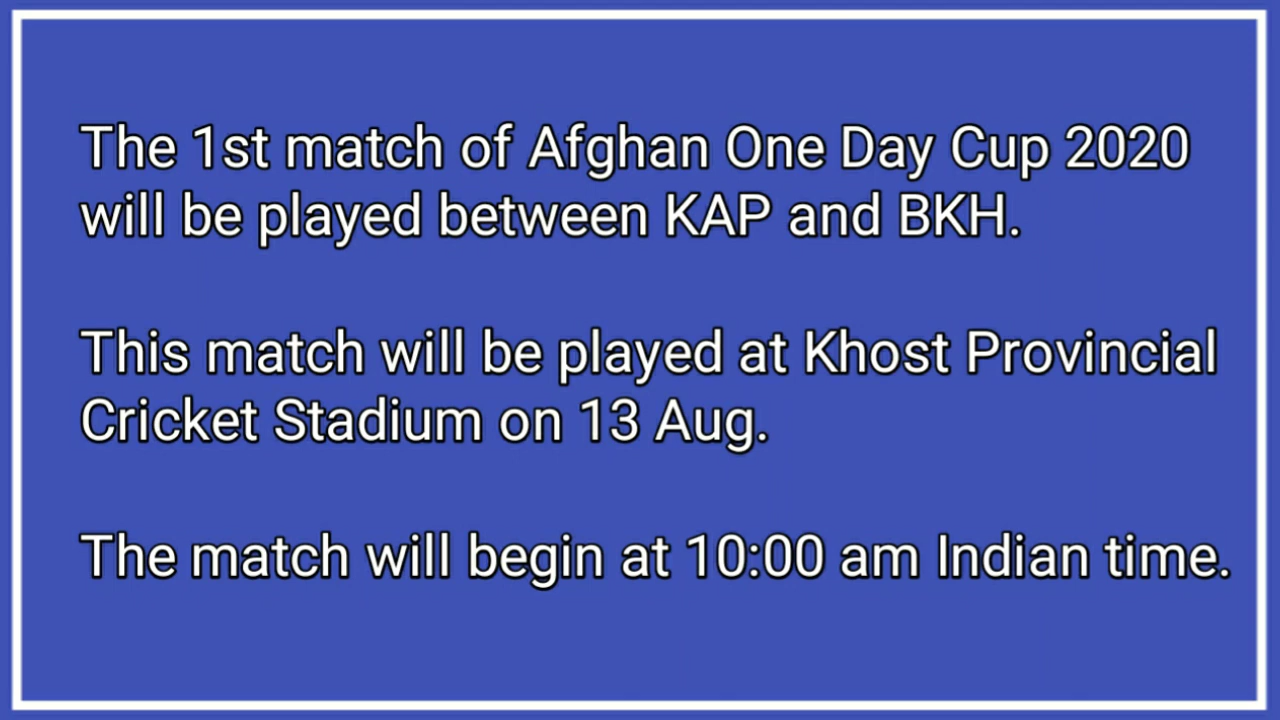 The 1st match of Afghan One Day Cup 2020
will be played between KAP and BKH.
This match will be played at Khost Provincial
Cricket Stadium on 13 Aug.
The match will begin at 10:00 am Indian time.